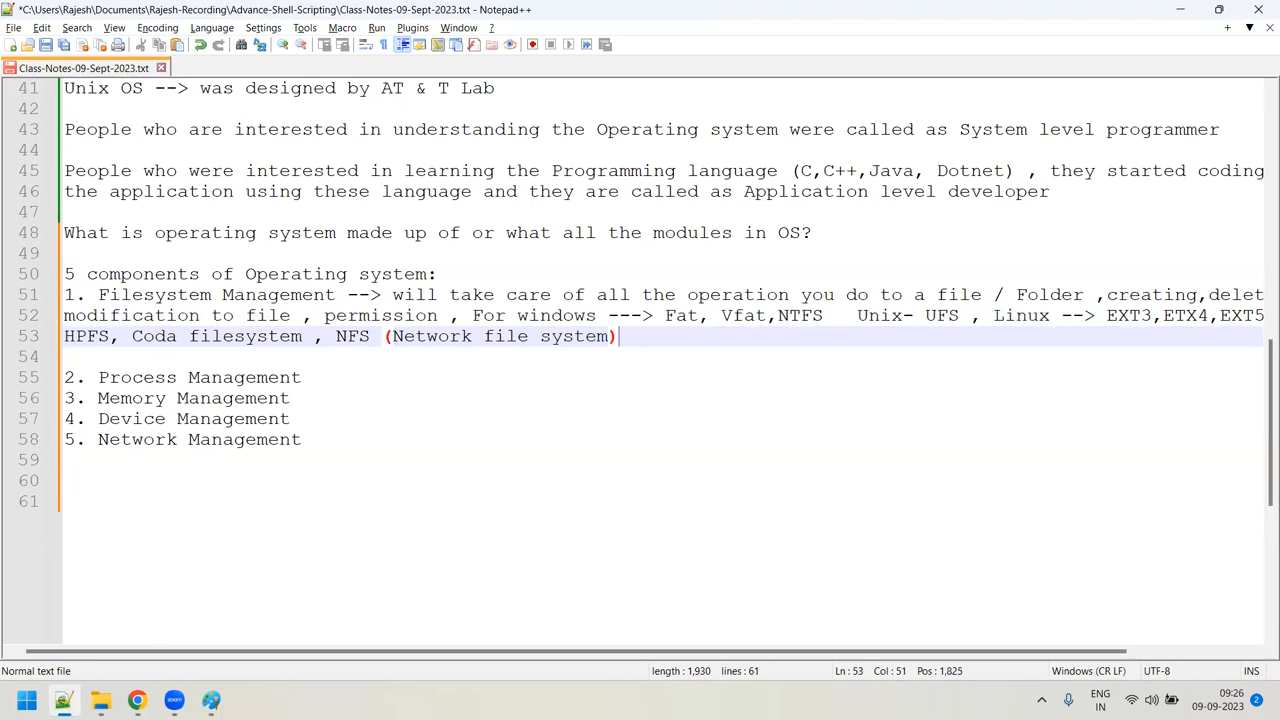 *C:\Users\Rajesh\Documents\Rajesh-Recording\Advance-Shell-Scripting\Class-Notes-09-Sept-2023.txt - Notepad++
File Edit Search View Encoding Language Settings Tools Macro Run Plugins Window ?
Class-Notes-09-Sept-2023.txt
41 Unix OS --> was designed by AT & T Lab
42
43 People who are interested in understanding the Operating system were called as System level programmer
44
45 People who were interested in learning the Programming language (C,C++,Java, Dotnet) , they started coding
46 the application using these language and they are called as Application level developer
47
48 What is operating system made up of or what all the modules in OS?
49
50 5 components of Operating system:
51 1. Filesystem Management --> will take care of all the operation you do to a file / Folder ,creating,delet
52 modification to file , permission , For windows ---> Fat, Vfat,NTFS   Unix- UFS , Linux --> EXT3,ETX4,EXT5
53 HPFS, Coda filesystem , NFS (Network file system)
54
55 2. Process Management
56 3. Memory Management
57 4. Device Management
58 5. Network Management
59
60
61
Normal text file length : 1,930 lines : 61 Ln : 53 Col : 51 Pos : 1,825 Windows (CR LF) UTF-8 INS
zoom ENG IN 09:26 09-09-2023 2